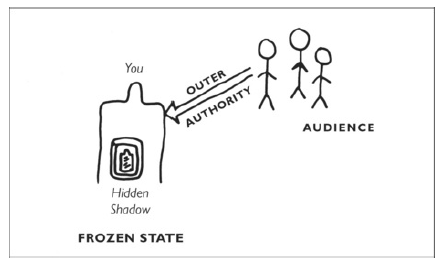 You
OUTER
AUTHORITY
AUDIENCE
Hidden
Shadow
FROZEN STATE